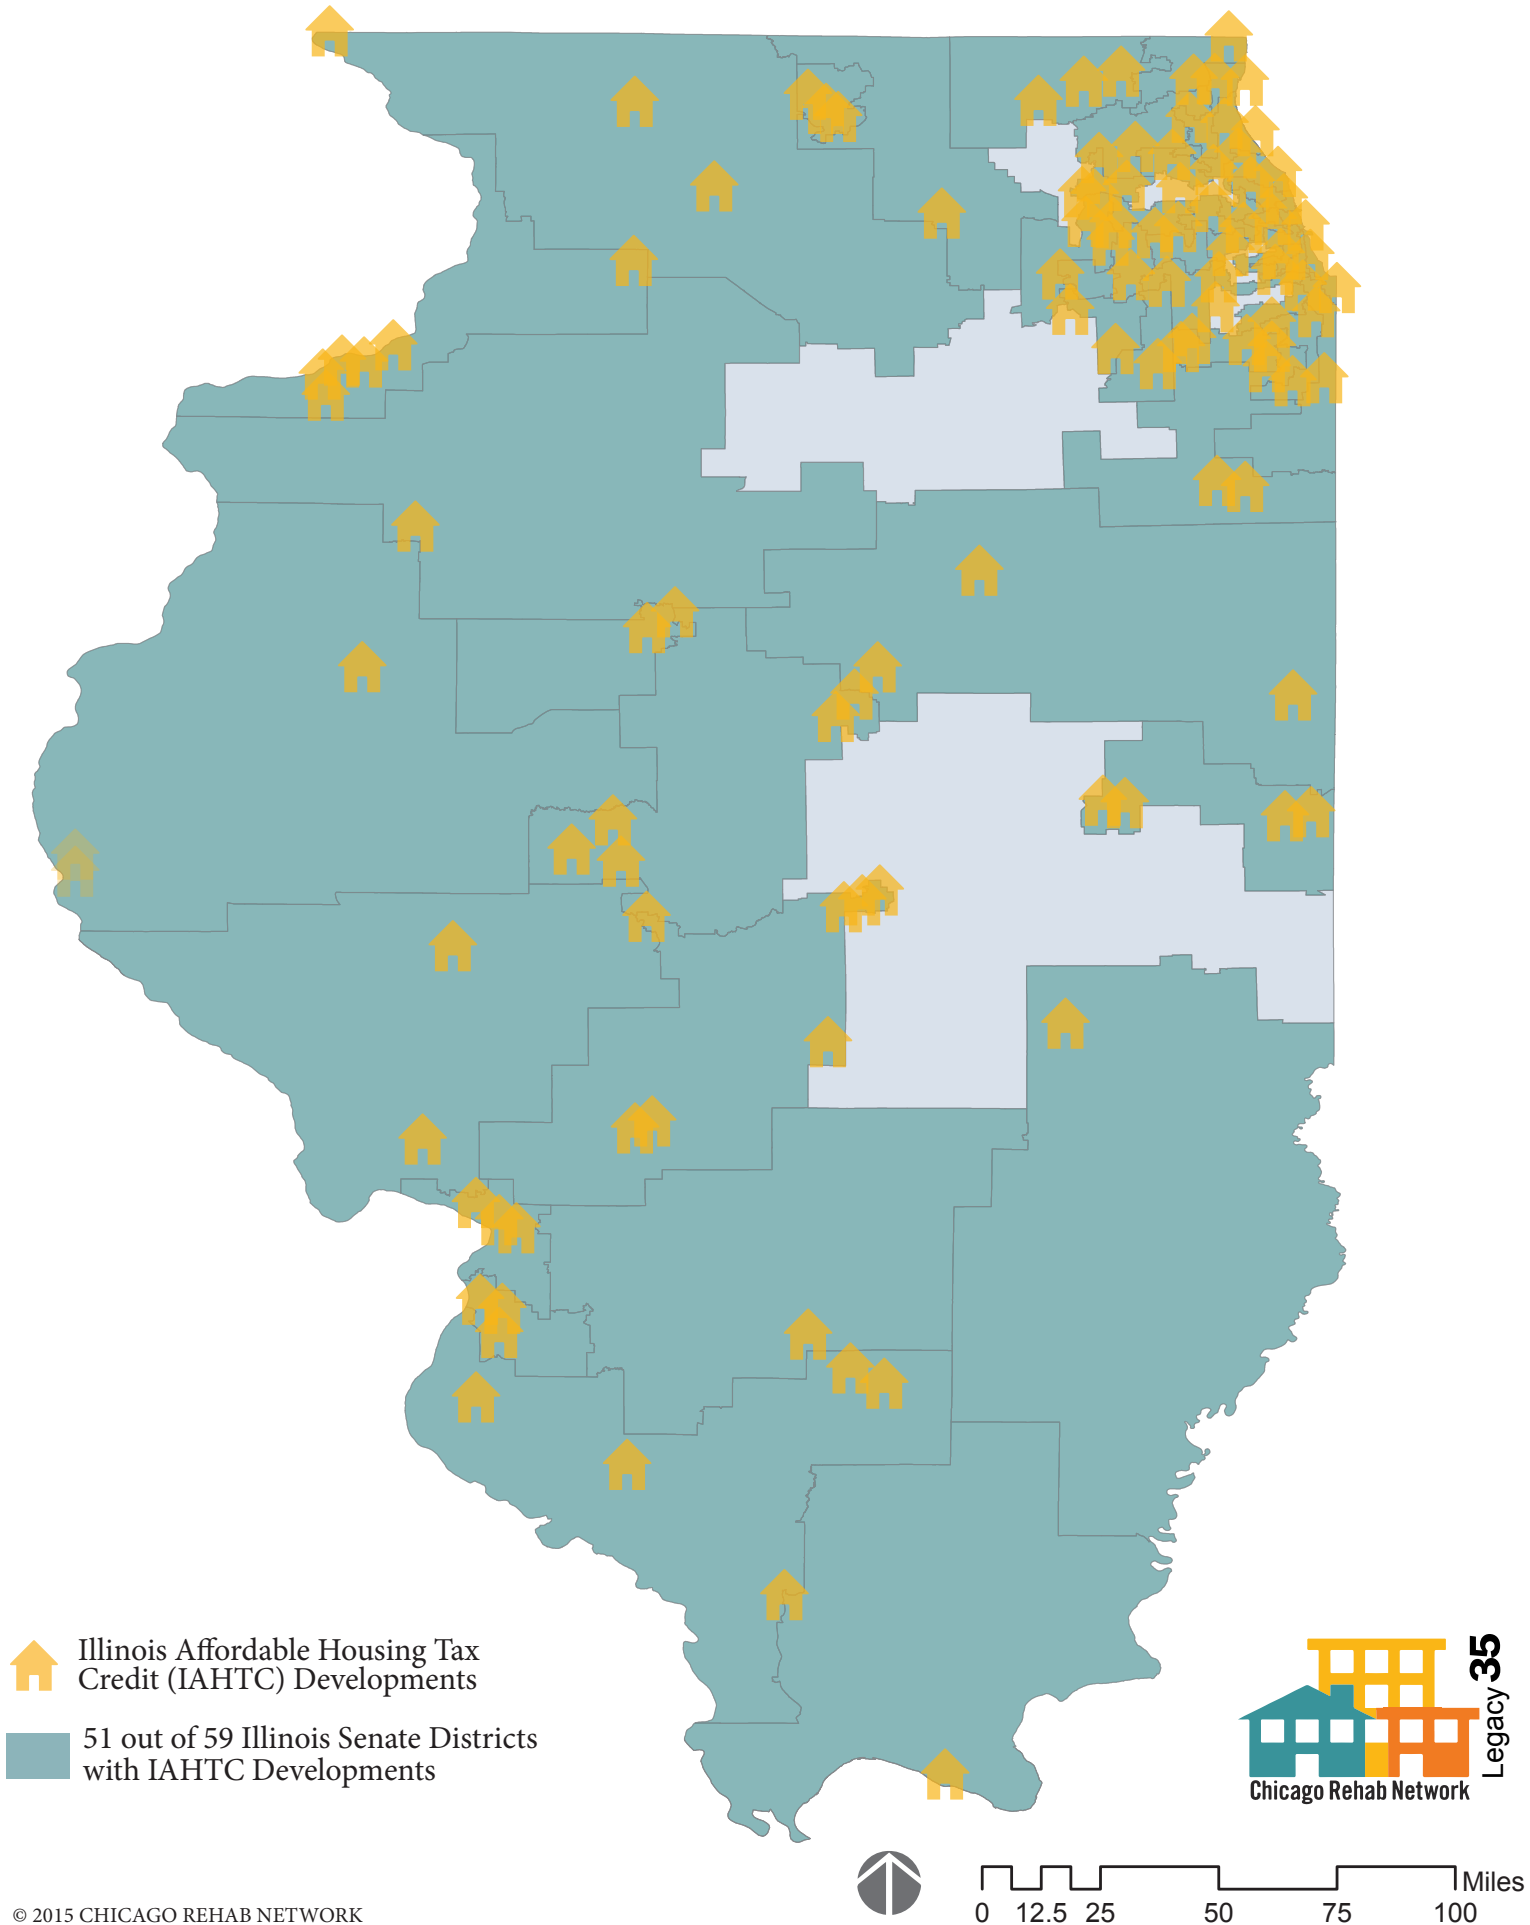 Illinois Affordable Housing Tax
Credit (IAHTC) Developments
51 out of 59 Illinois Senate Districts
with IAHTC Developments
Legacy 35
Chicago Rehab Network
Miles
0 12.5 25 50 75 100
© 2015 CHICAGO REHAB NETWORK